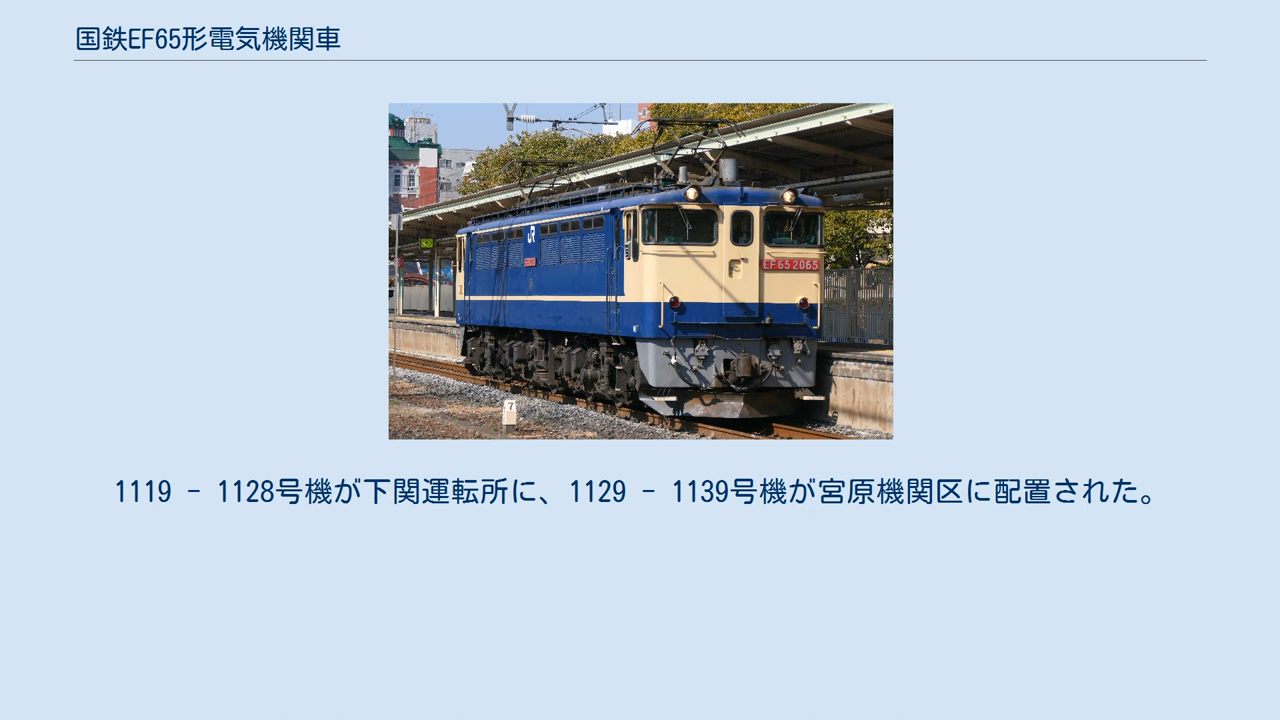 国鉄EF65形電気機関車
JR
EF65 2065
7
1119 - 1128号機が下関運転所に、1129 - 1139号機が宮原機関区に配置された。